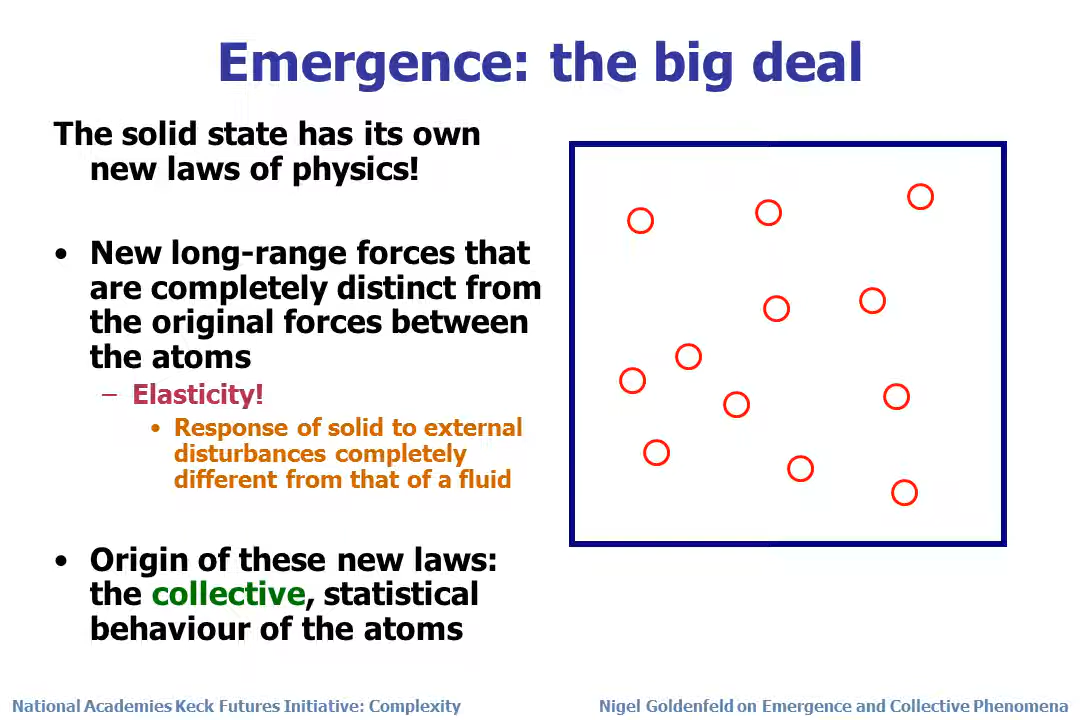 Emergence: the big deal
The solid state has its own
new laws of physics!
• New long-range forces that
are completely distinct from
the original forces between
the atoms
– Elasticity!
• Response of solid to external
disturbances completely
different from that of a fluid
• Origin of these new laws:
the collective, statistical
behaviour of the atoms
National Academies Keck Futures Initiative: Complexity
Nigel Goldenfeld on Emergence and Collective Phenomena